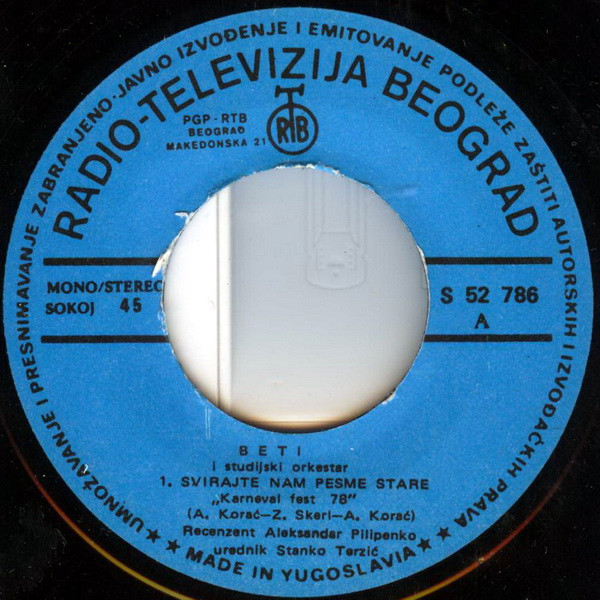 UMNOŽAVANJE I PRESNIMAVANJE ZABRANJENO·JAVNO IZVOĐENJE I EMITOVANJE PODLEŽE ZAŠTITI AUTORSKIH I IZVOĐAČKIH PRAVA
RADIO-TELEVIZIJA BEOGRAD
PGP-RTB
BEOGRAD
MAKEDONSKA 21
RTB
MONO/STEREO
SOKOJ 45
S 52 786
A
BETI
i studijski orkestar
1. SVIRAJTE NAM PESME STARE
„Karneval fest 78"
(A. Korać—Z. Skerl—A. Korać)
Recenzent Aleksandar Pilipenko
urednik Stanko Terzić
★★MADE IN YUGOSLAVIA★★